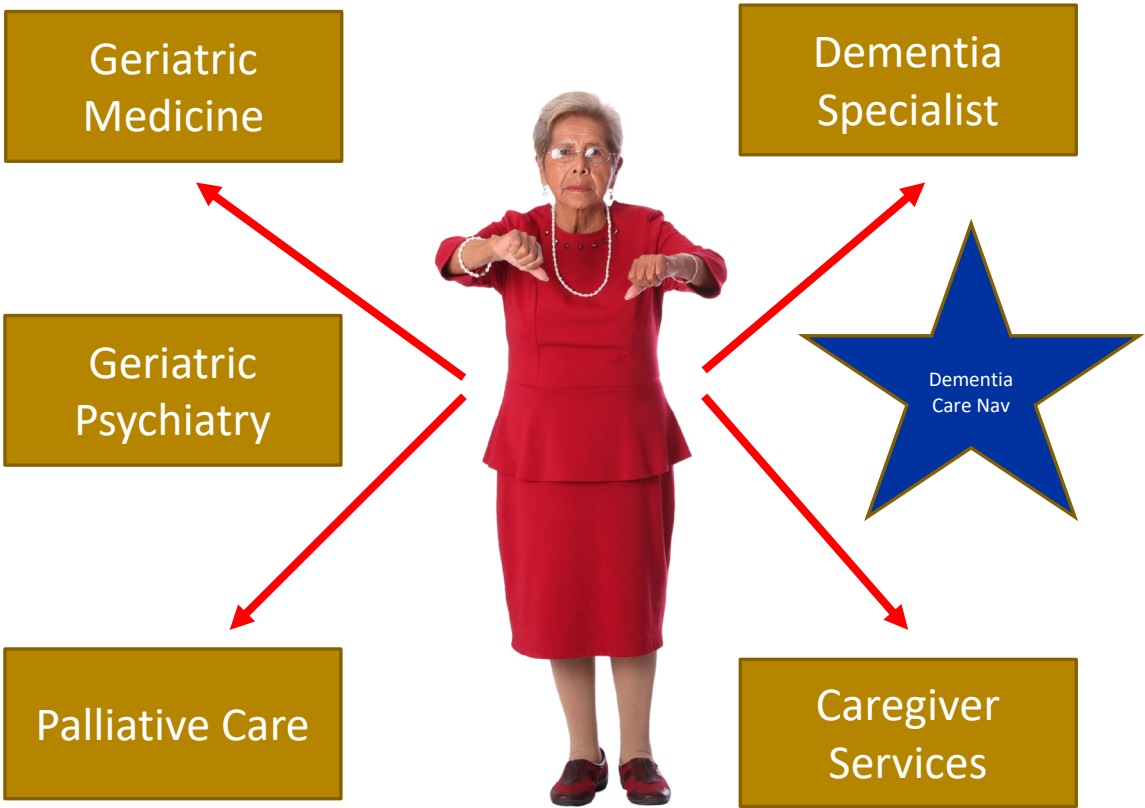 Geriatric
Medicine
Dementia
Specialist
Geriatric
Psychiatry
Dementia
Care Nav
Palliative Care
Caregiver
Services